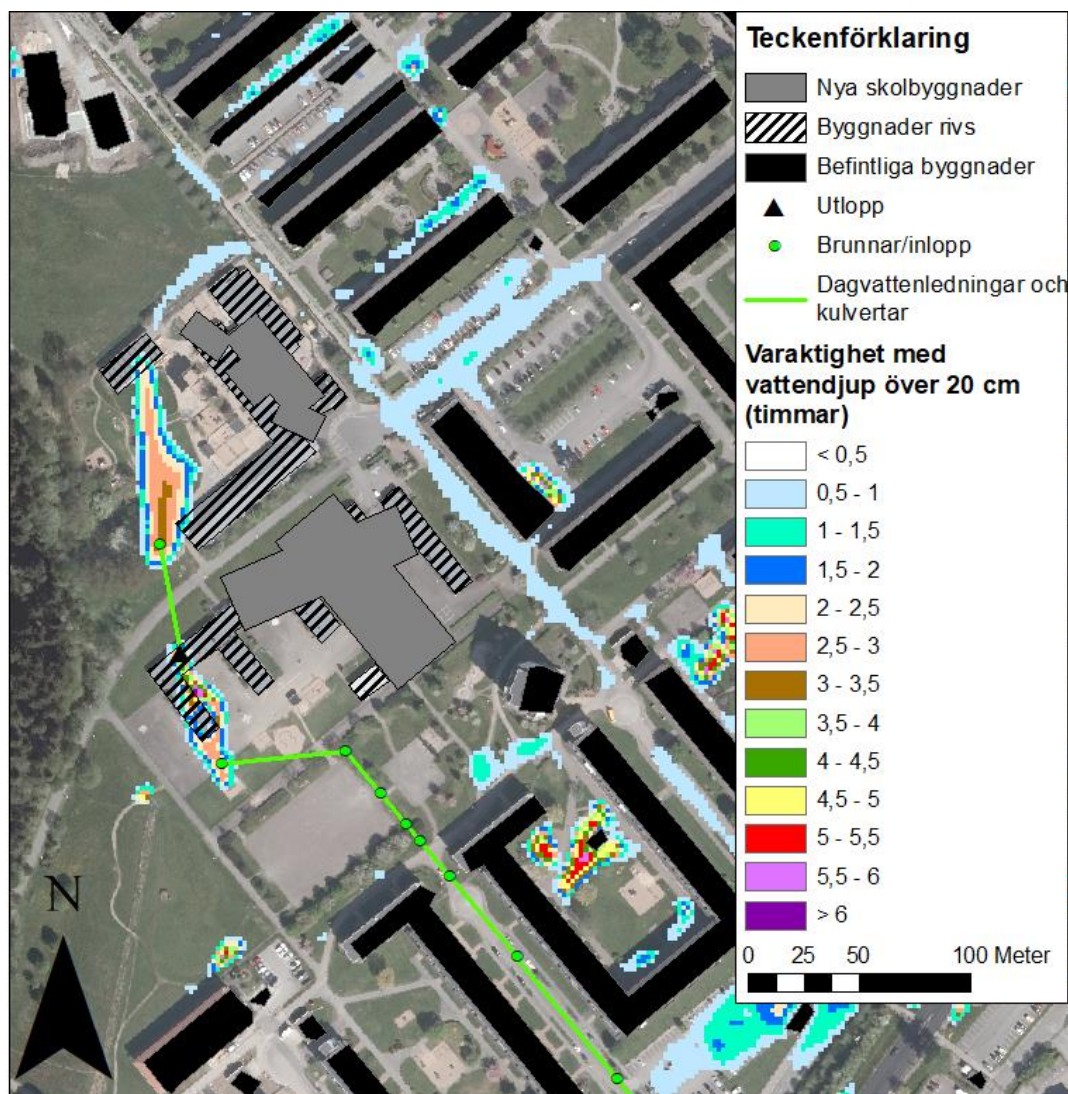 Teckenförklaring
Nya skolbyggnader
Byggnader rivs
Befintliga byggnader
Utlopp
Brunnar/inlopp
Dagvattenledningar och
kulvertar
Varaktighet med
vattendjup över 20 cm
(timmar)
< 0,5
0,5 - 1
1 - 1,5
1,5 - 2
2 - 2,5
2,5 - 3
3 - 3,5
3,5 - 4
4 - 4,5
4,5 - 5
5 - 5,5
5,5 - 6
> 6
0 25 50 100 Meter
N